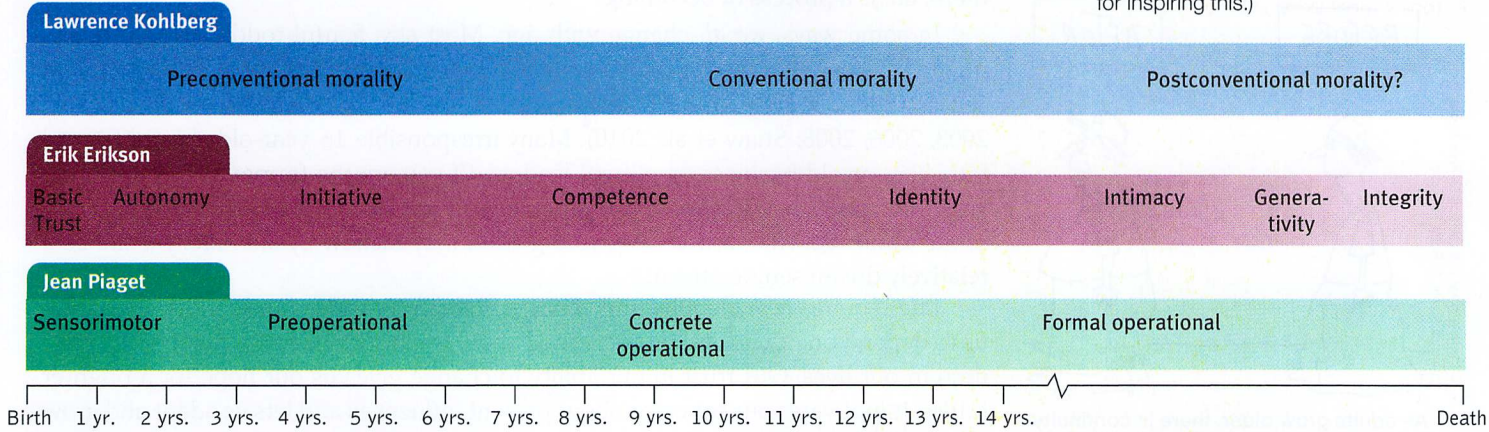 for inspiring this.)
Lawrence Kohlberg
Preconventional morality Conventional morality Postconventional morality?
Erik Erikson
Basic Autonomy Initiative Competence Identity Intimacy Genera- Integrity
Trust tivity
Jean Piaget
Sensorimotor Preoperational Concrete Formal operational
operational
Birth 1 yr. 2 yrs. 3 yrs. 4 yrs. 5 yrs. 6 yrs. 7 yrs. 8 yrs. 9 yrs. 10 yrs. 11 yrs. 12 yrs. 13 yrs. 14 yrs. Death